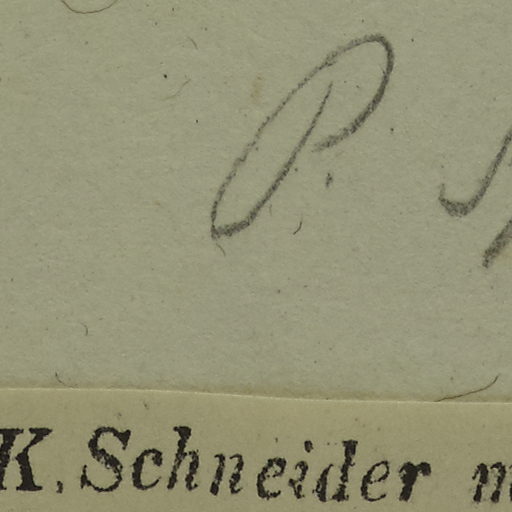 P.
K. Schneider